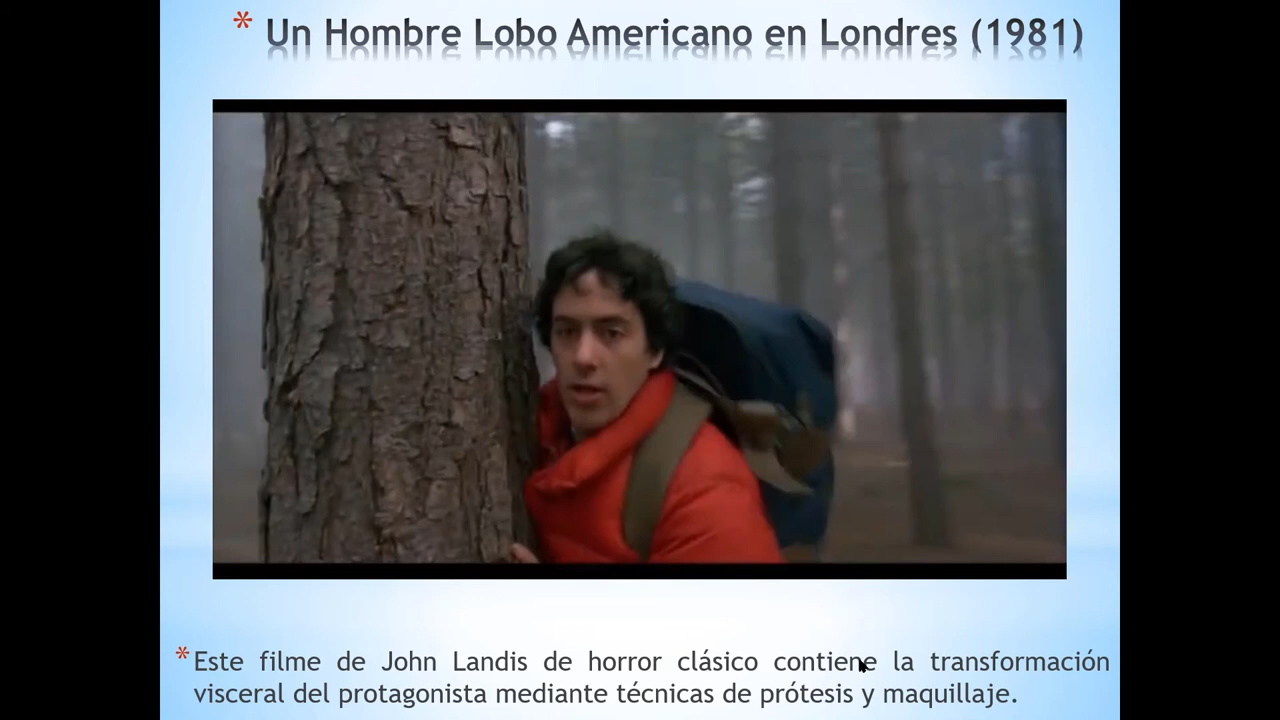 * Un Hombre Lobo Americano en Londres (1981)
* Este filme de John Landis de horror clásico contiene la transformación
visceral del protagonista mediante técnicas de prótesis y maquillaje.